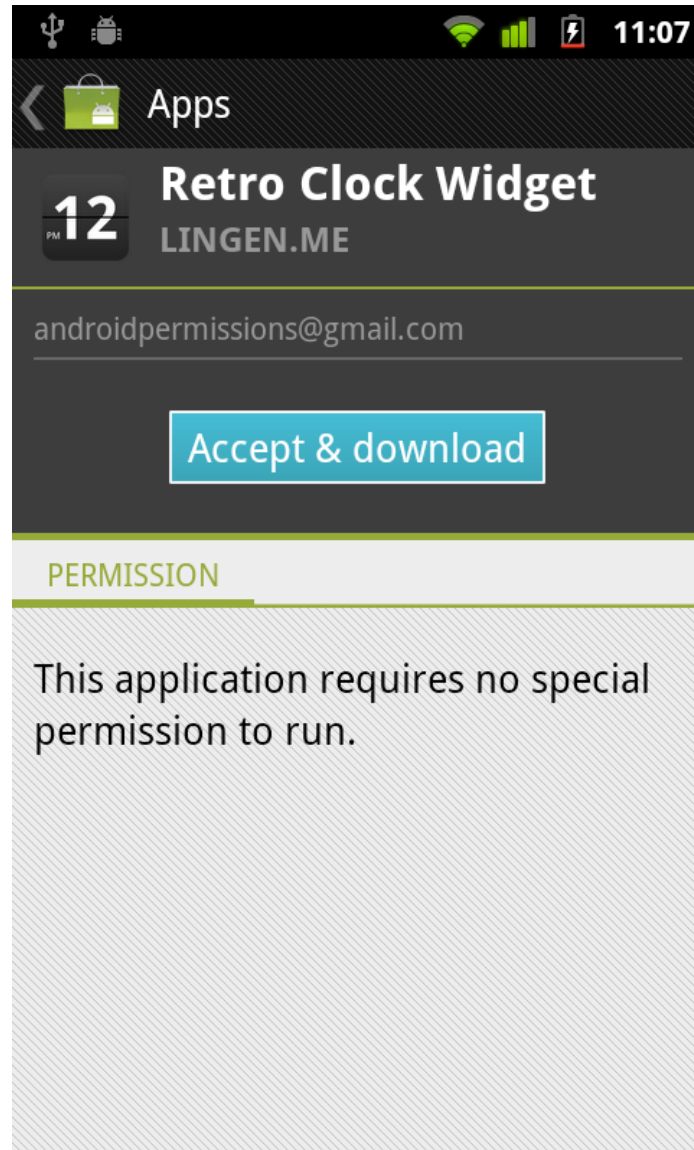 11:07
Apps
Retro Clock Widget
PM 12
LINGEN.ME
androidpermissions@gmail.com
Accept & download
PERMISSION
This application requires no special
permission to run.